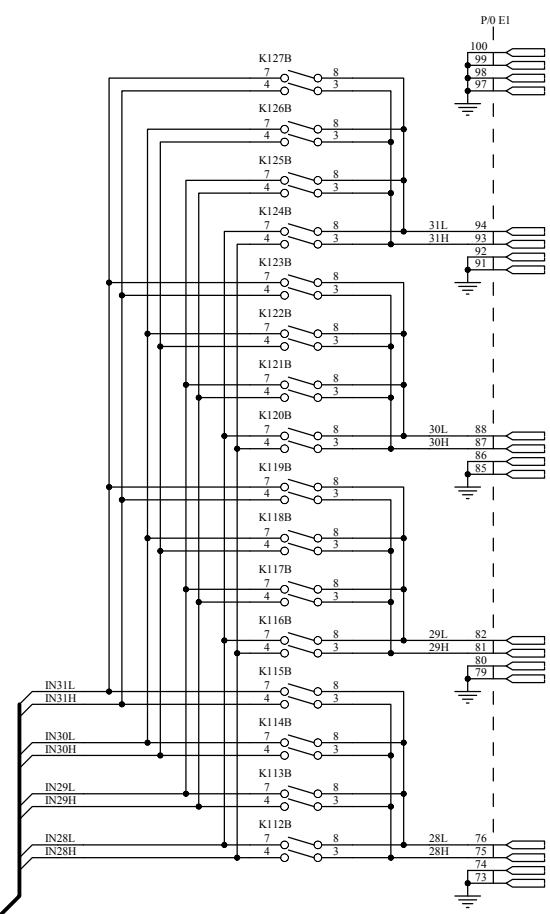 P/0 E1
100
99
98
97
K127B
7 8
4 3
K126B
7 8
4 3
K125B
7 8
4 3
K124B
7 8 31L 94
4 3 31H 93
92
91
K123B
7 8
4 3
K122B
7 8
4 3
K121B
7 8
4 3
K120B
7 8 30L 88
4 3 30H 87
86
85
K119B
7 8
4 3
K118B
7 8
4 3
K117B
7 8
4 3
K116B
7 8 29L 82
4 3 29H 81
80
79
K115B
IN31L 7 8
IN31H 4 3
K114B
IN30L 7 8
IN30H 4 3
K113B
IN29L 7 8
IN29H 4 3
K112B
IN28L 7 8 28L 76
IN28H 4 3 28H 75
74
73